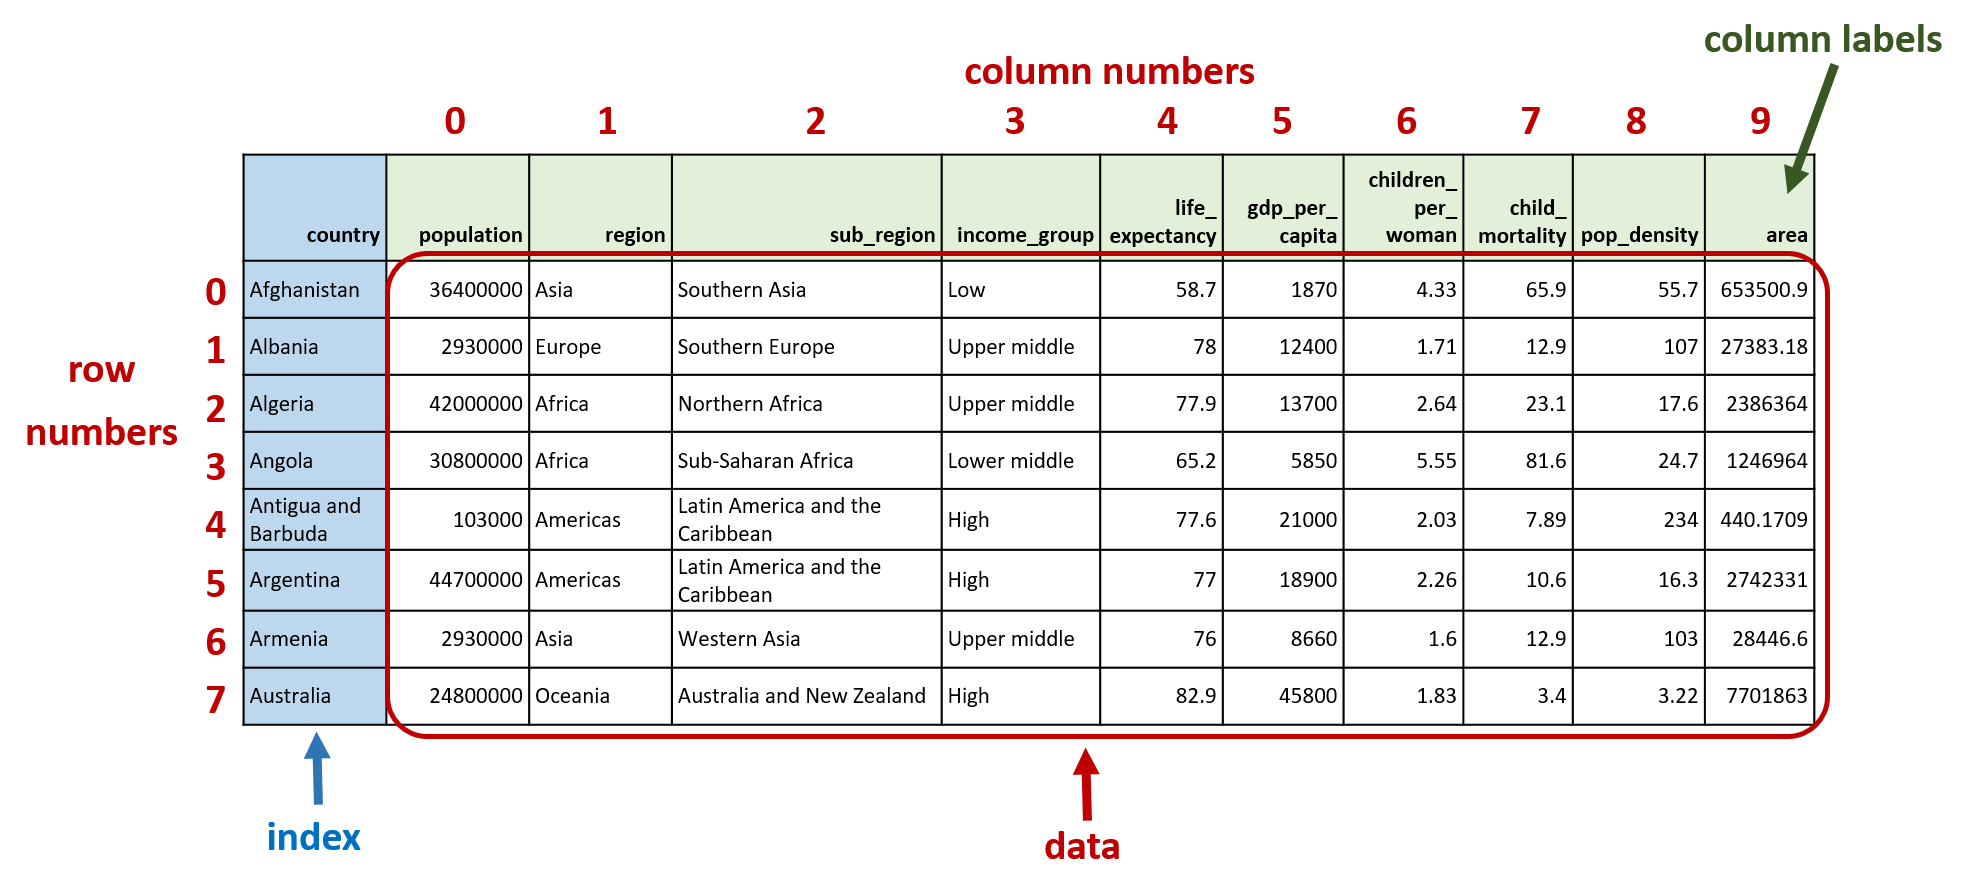 column labels
column numbers
0 1 2 3 4 5 6 7 8 9
country population region sub_region income_group life_ expectancy gdp_per_ capita children_ per_ woman child_ mortality pop_density area
row
numbers
0 Afghanistan 36400000 Asia Southern Asia Low 58.7 1870 4.33 65.9 55.7 653500.9
1 Albania 2930000 Europe Southern Europe Upper middle 78 12400 1.71 12.9 107 27383.18
2 Algeria 42000000 Africa Northern Africa Upper middle 77.9 13700 2.64 23.1 17.6 2386364
3 Angola 30800000 Africa Sub-Saharan Africa Lower middle 65.2 5850 5.55 81.6 24.7 1246964
4 Antigua and Barbuda 103000 Americas Latin America and the Caribbean High 77.6 21000 2.03 7.89 234 440.1709
5 Argentina 44700000 Americas Latin America and the Caribbean High 77 18900 2.26 10.6 16.3 2742331
6 Armenia 2930000 Asia Western Asia Upper middle 76 8660 1.6 12.9 103 28446.6
7 Australia 24800000 Oceania Australia and New Zealand High 82.9 45800 1.83 3.4 3.22 7701863
index
data